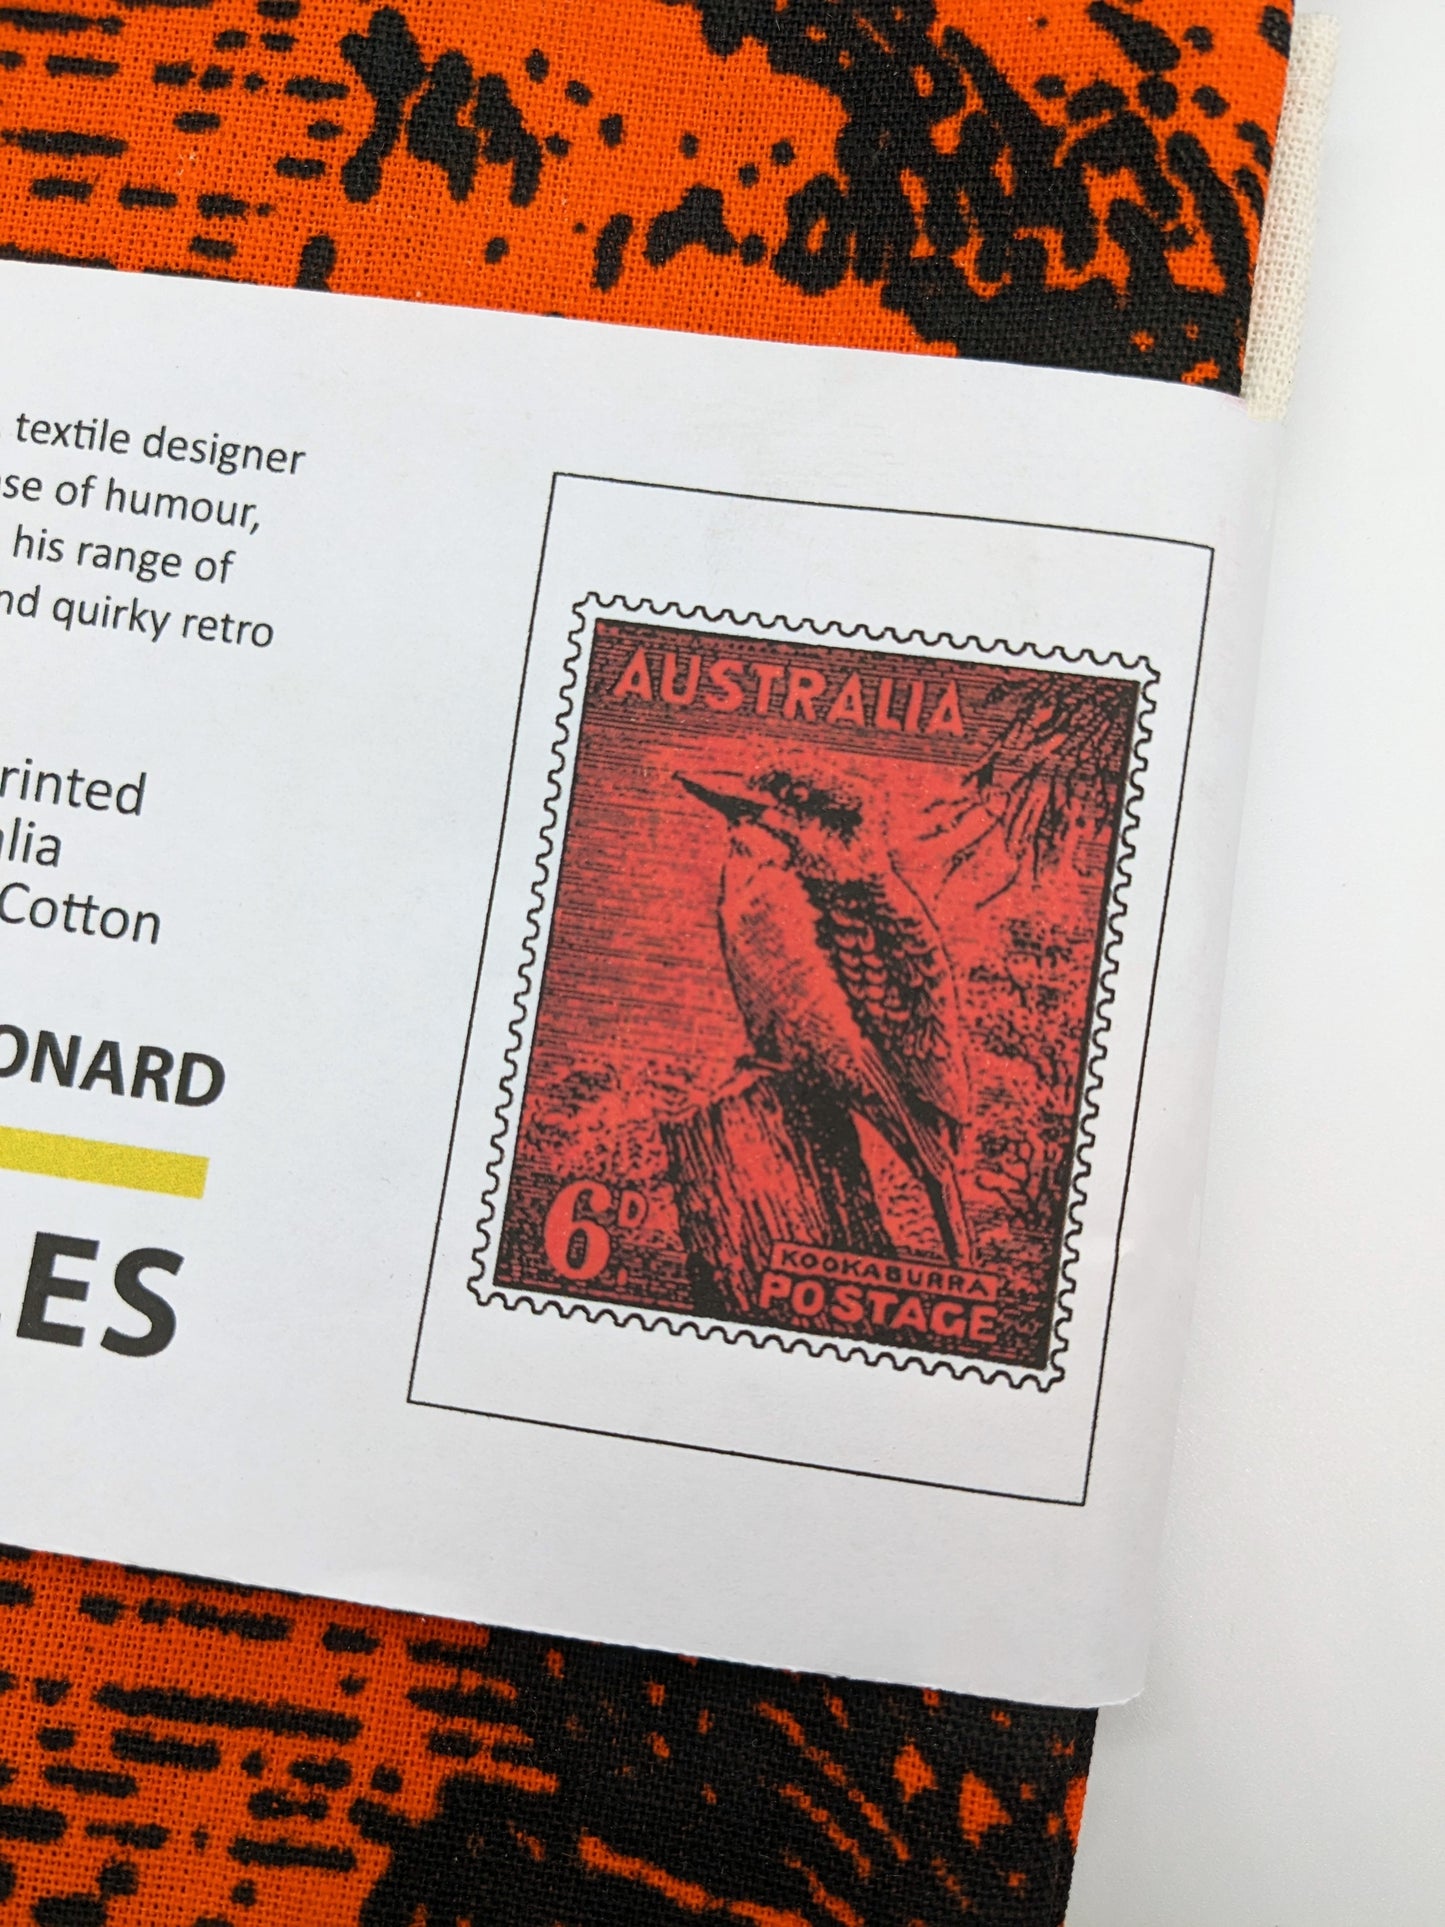 textile designer
se of humour,
his range of
nd quirky retro
rinted
lia
Cotton
ONARD
ES
AUSTRALIA
6D
KOOKABURRA
POSTAGE